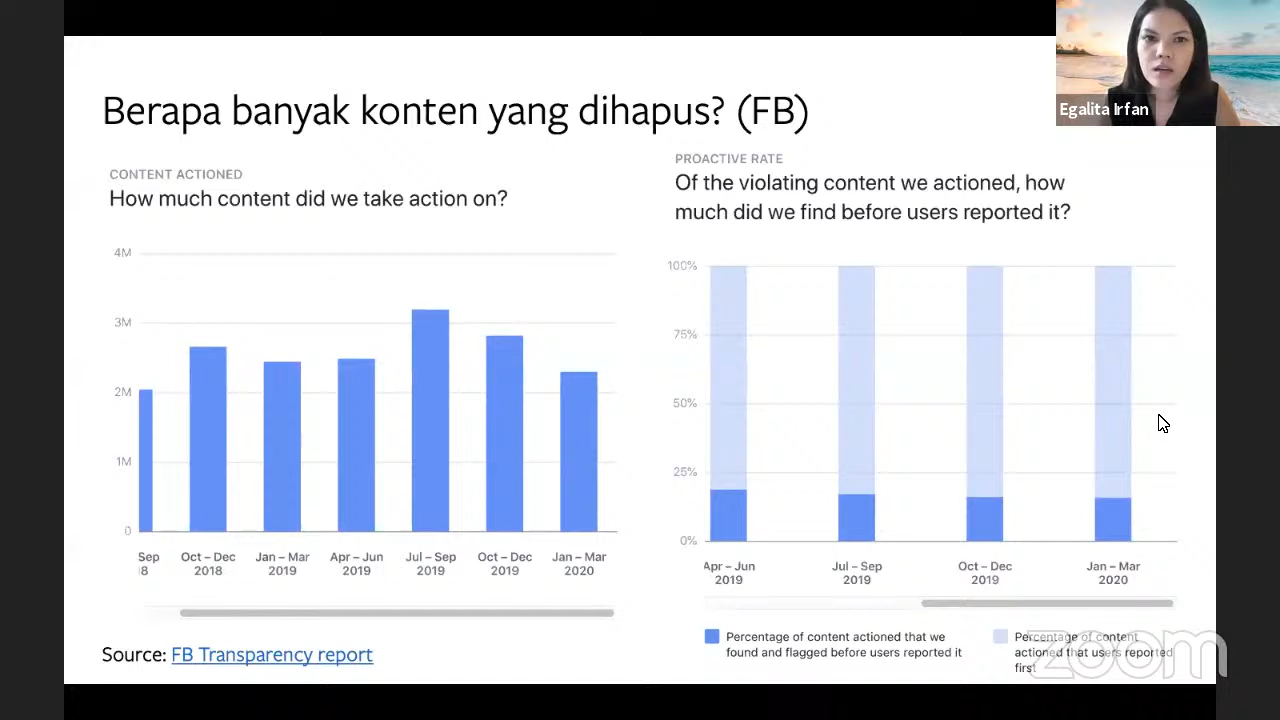 Egalita Irfan
Berapa banyak konten yang dihapus? (FB)
CONTENT ACTIONED
How much content did we take action on?
4M
3M
2M
1M
0
Sep
Oct – Dec
Jan – Mar
Apr – Jun
Jul – Sep
Oct – Dec
Jan – Mar
8
2018
2019
2019
2019
2019
2020
PROACTIVE RATE
Of the violating content we actioned, how
much did we find before users reported it?
100%
75%
50%
25%
0%
Apr – Jun
Jul – Sep
Oct – Dec
Jan – Mar
2019
2019
2019
2020
Percentage of content actioned that we
found and flagged before users reported it
Percentage of content
actioned that users reported
first
Source: FB Transparency report
zoom